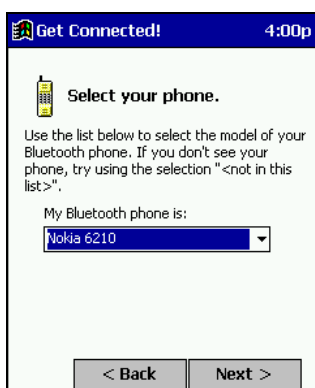 Get Connected! 4:00p
Select your phone.
Use the list below to select the model of your
Bluetooth phone. If you don't see your
phone, try using the selection "<not in this
list>".
My Bluetooth phone is:
Nokia 6210
< Back Next >